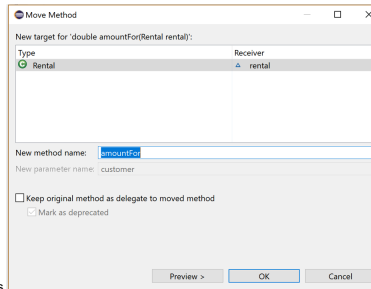 Move Method
New target for 'double amountFor(Rental rental)':
Type Receiver
Rental rental
New method name: amountFor
New parameter name: customer
Keep original method as delegate to moved method
Mark as deprecated
Preview > OK Cancel
s